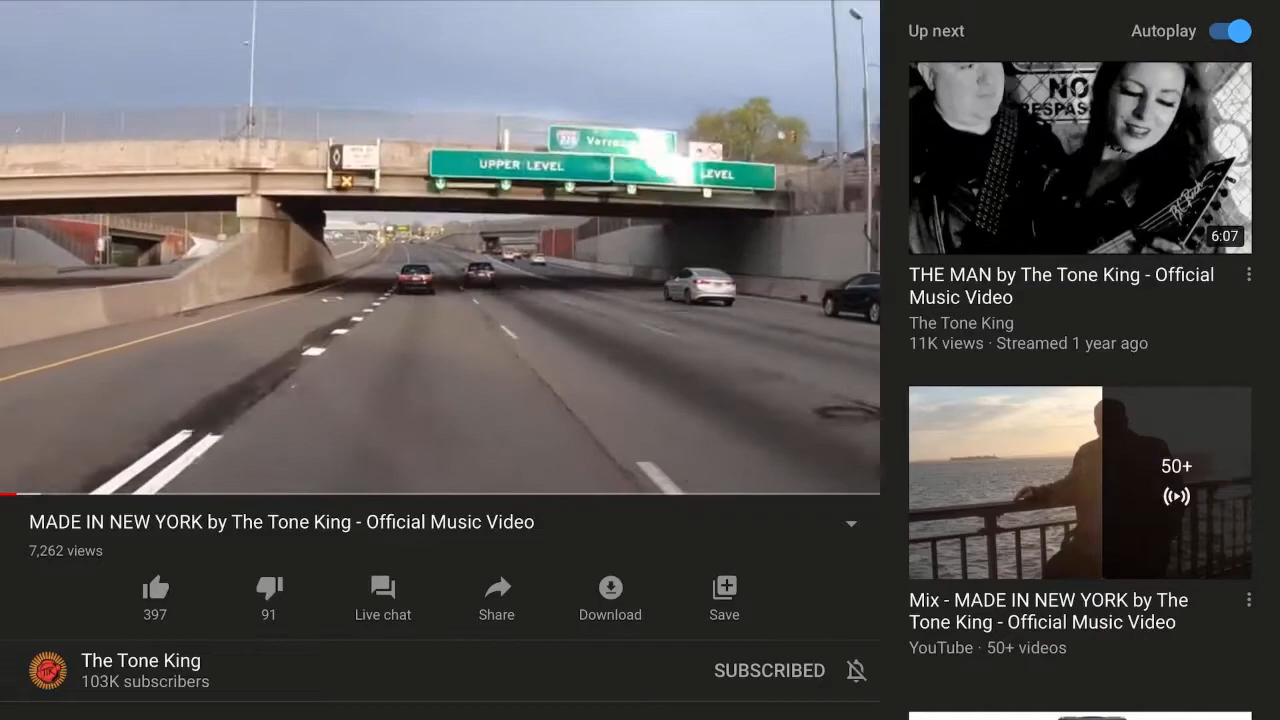 UPPER LEVEL
LEVEL
MADE IN NEW YORK by The Tone King - Official Music Video
7,262 views
397
91
Live chat
Share
Download
Save
The Tone King
103K subscribers
SUBSCRIBED
Up next
Autoplay
NO
6:07
THE MAN by The Tone King - Official
Music Video
The Tone King
11K views · Streamed 1 year ago
50+
Mix - MADE IN NEW YORK by The
Tone King - Official Music Video
YouTube · 50+ videos